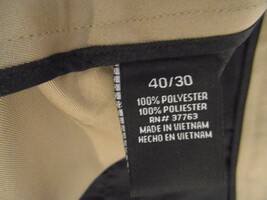 40/30
100% POLYESTER
100% POLIESTER
RN# 37763
MADE IN VIETNAM
HECHO EN VIETNAM